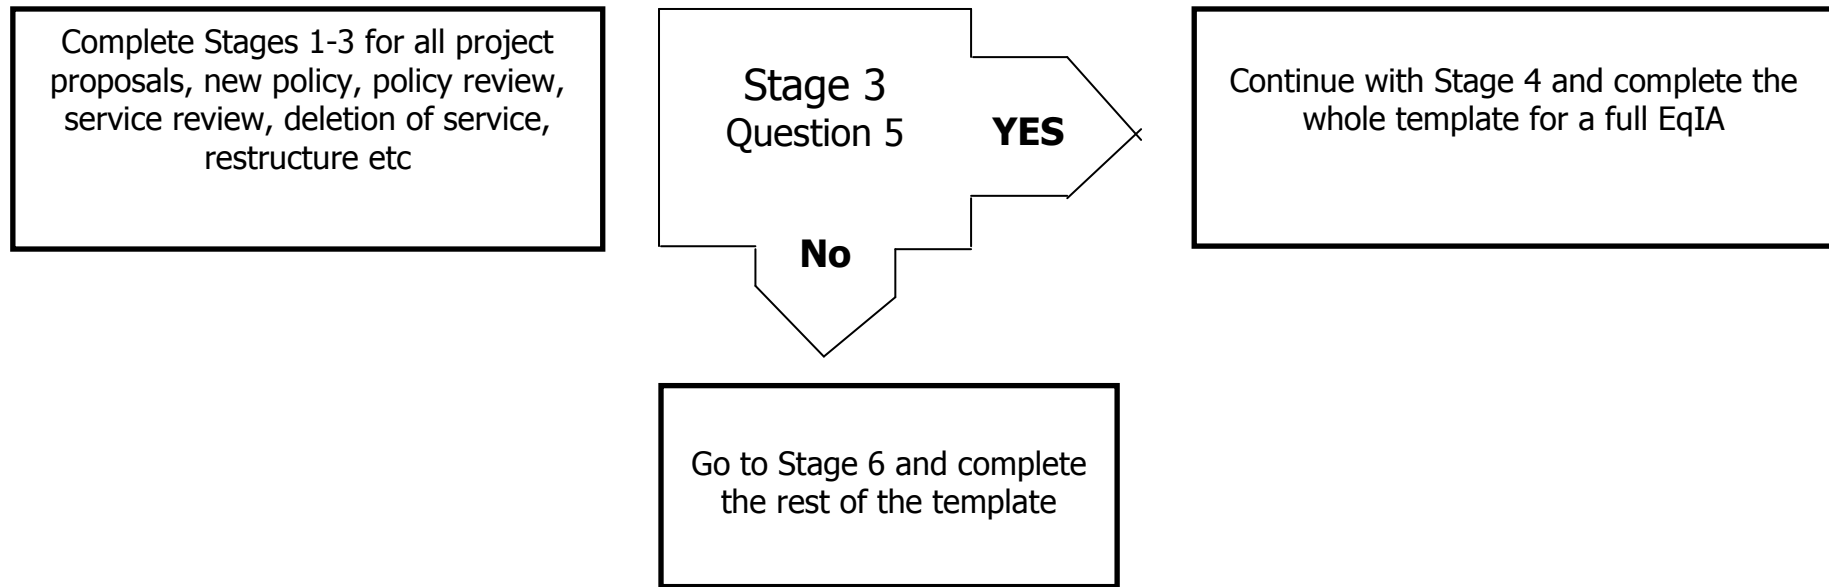 Complete Stages 1-3 for all project
proposals, new policy, policy review,
service review, deletion of service,
restructure etc
Stage 3
Question 5
YES
No
Continue with Stage 4 and complete the
whole template for a full EqIA
Go to Stage 6 and complete
the rest of the template